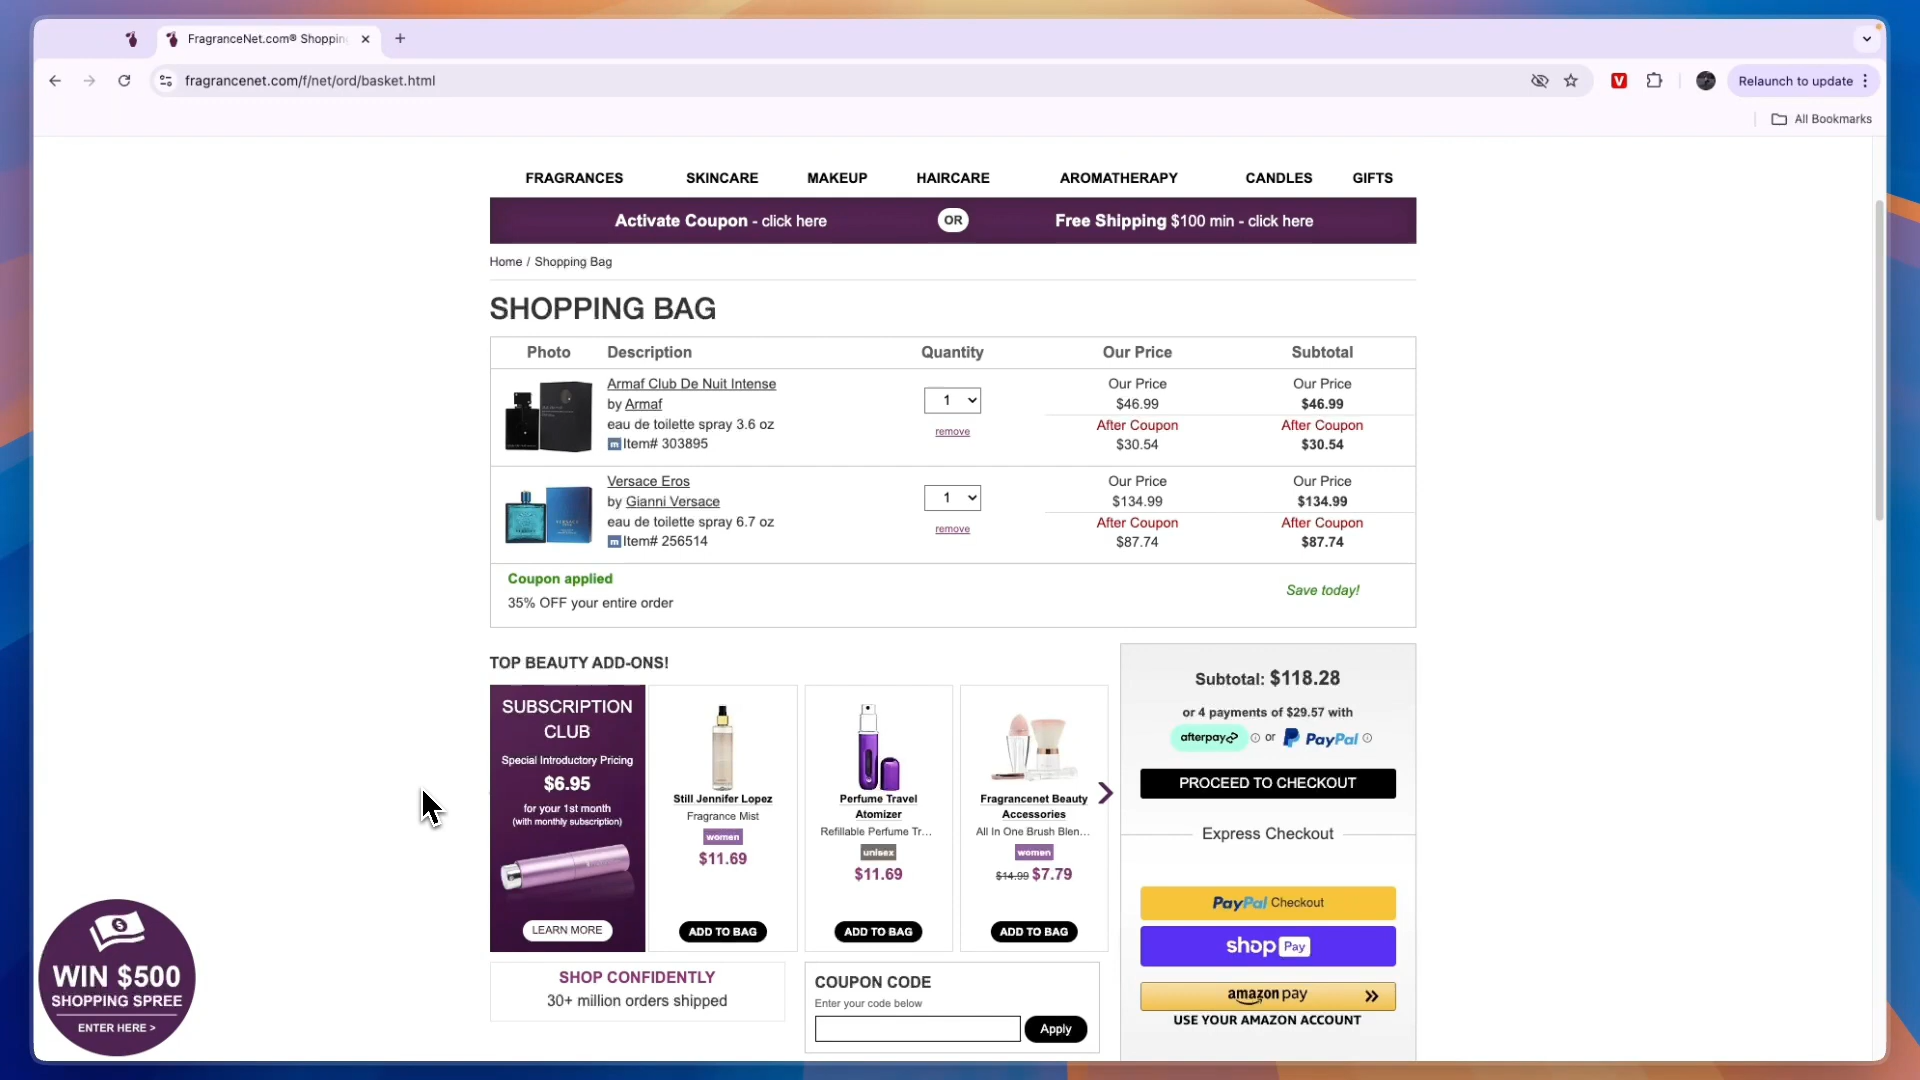 FragranceNet.com® Shoppin
fragrancenet.com/f/net/ord/basket.html
Relaunch to update
All Bookmarks
FRAGRANCES SKINCARE MAKEUP HAIRCARE AROMATHERAPY CANDLES GIFTS
Activate Coupon - click here OR Free Shipping $100 min - click here
Home / Shopping Bag
SHOPPING BAG
Photo Description Quantity Our Price Subtotal
Armaf Club De Nuit Intense
by Armaf
eau de toilette spray 3.6 oz
m Item# 303895
1
remove
Our Price
$46.99
After Coupon
$30.54
Our Price
$46.99
After Coupon
$30.54
Versace Eros
by Gianni Versace
eau de toilette spray 6.7 oz
m Item# 256514
1
remove
Our Price
$134.99
After Coupon
$87.74
Our Price
$134.99
After Coupon
$87.74
Coupon applied
35% OFF your entire order
Save today!
TOP BEAUTY ADD-ONS!
SUBSCRIPTION
CLUB
Special Introductory Pricing
$6.95
for your 1st month
(with monthly subscription)
LEARN MORE
Still Jennifer Lopez
Fragrance Mist
women
$11.69
ADD TO BAG
Perfume Travel
Atomizer
Refillable Perfume Tr...
unisex
$11.69
ADD TO BAG
Fragrancenet Beauty
Accessories
All In One Brush Blen...
women
$14.99 $7.79
ADD TO BAG
Subtotal: $118.28
or 4 payments of $29.57 with
afterpay or PayPal
PROCEED TO CHECKOUT
Express Checkout
PayPal Checkout
shop Pay
amazon pay
USE YOUR AMAZON ACCOUNT
SHOP CONFIDENTLY
30+ million orders shipped
COUPON CODE
Enter your code below
Apply
WIN $500
SHOPPING SPREE
ENTER HERE >